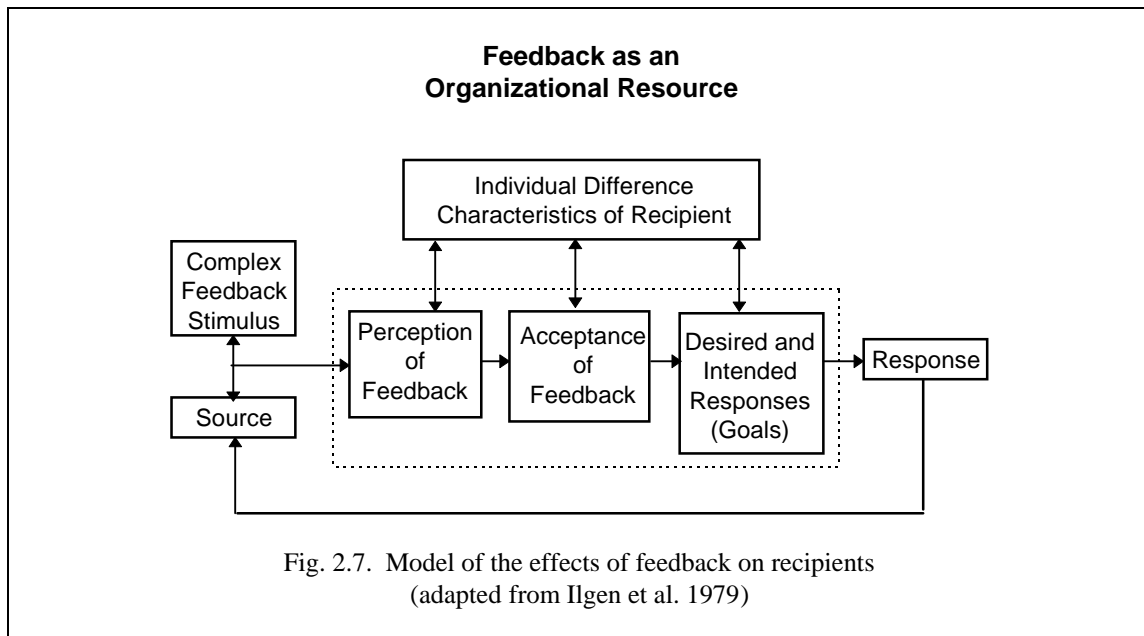 Feedback as an
Organizational Resource
Individual Difference
Characteristics of Recipient
Complex
Feedback
Stimulus
Source
Perception
of
Feedback
Acceptance
of
Feedback
Desired and
Intended
Responses
(Goals)
Response
Fig. 2.7. Model of the effects of feedback on recipients
(adapted from Ilgen et al. 1979)